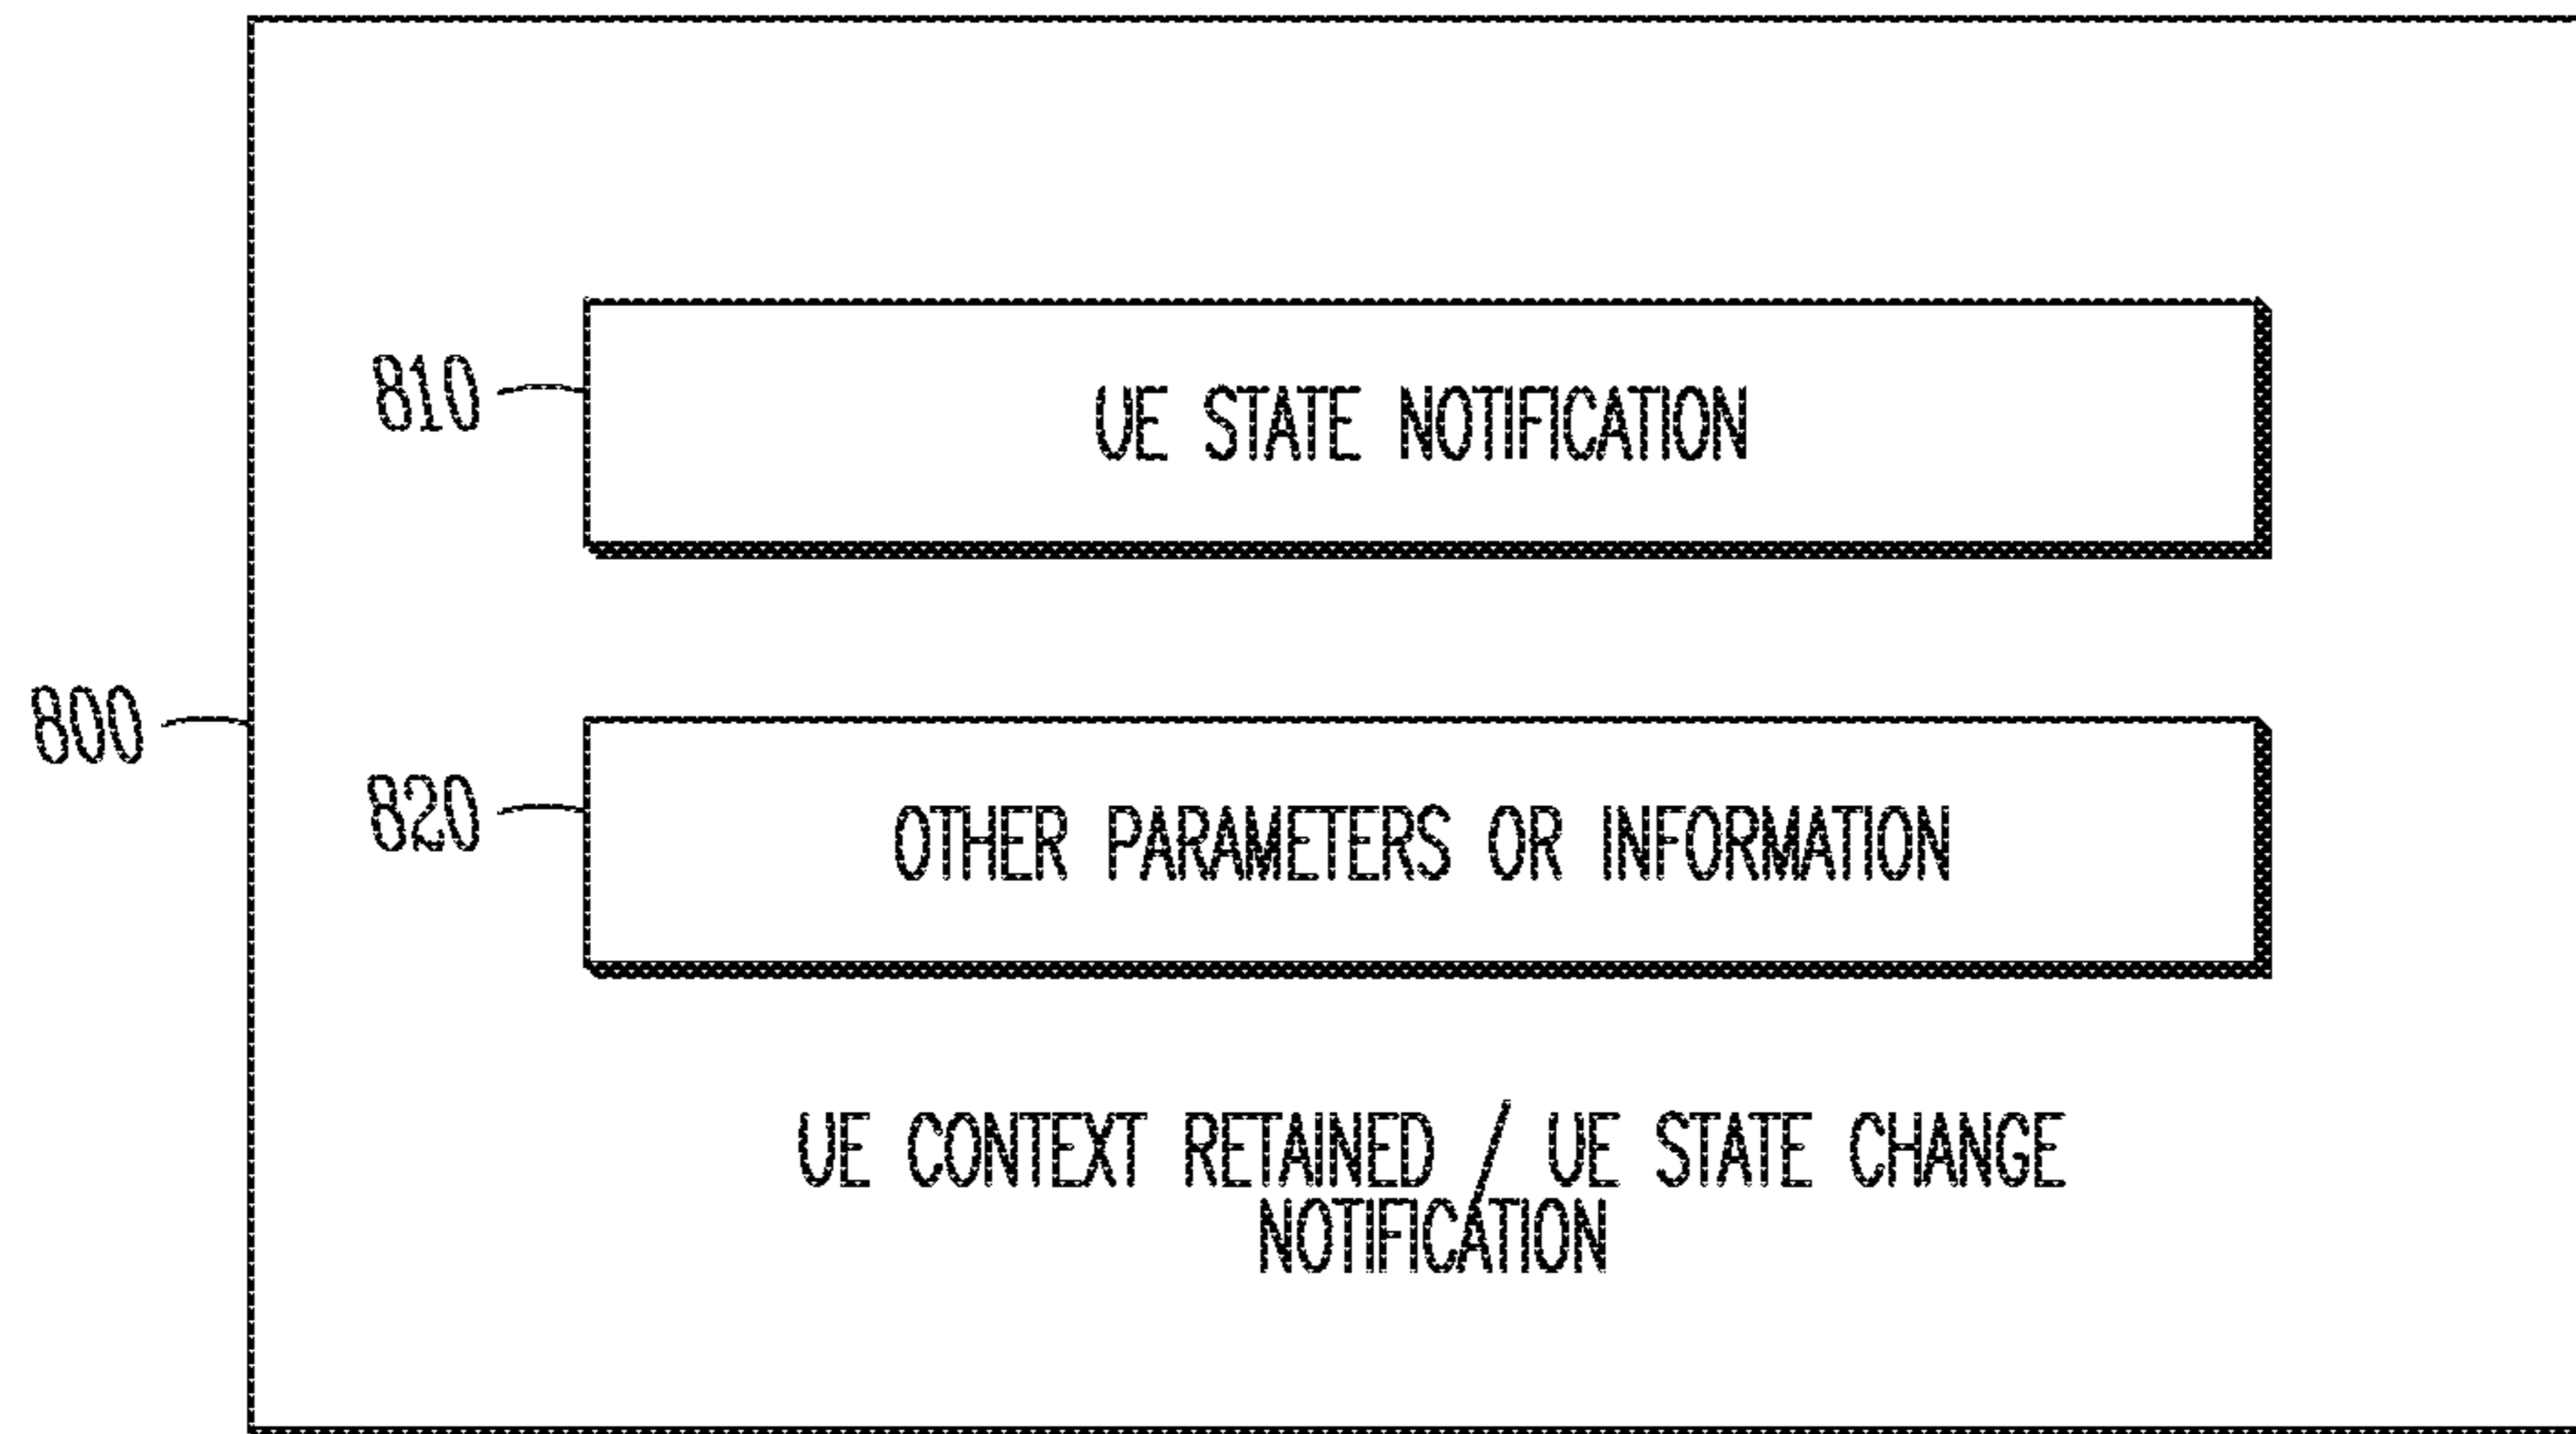 810
UE STATE NOTIFICATION
800
820
OTHER PARAMETERS OR INFORMATION
UE CONTEXT RETAINED / UE STATE CHANGE
NOTIFICATION